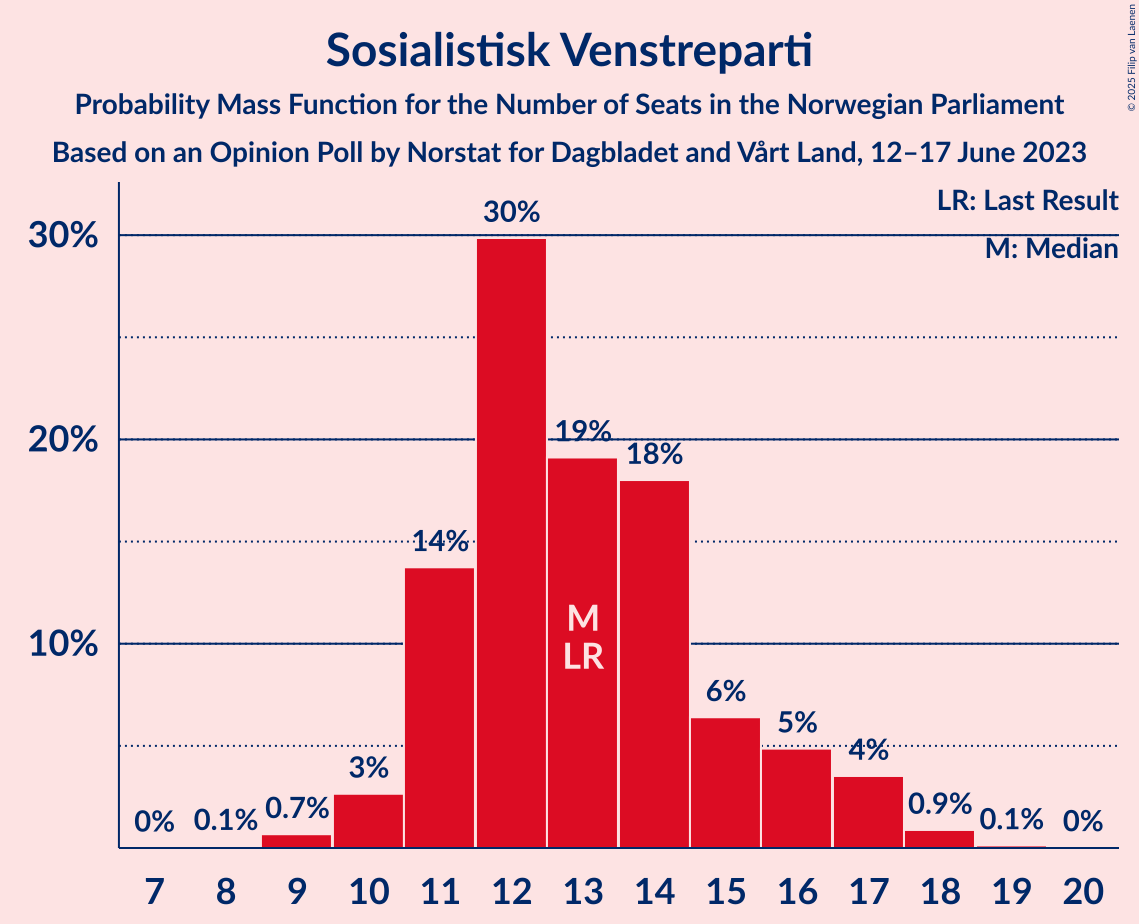 Sosialistisk Venstreparti
Probability Mass Function for the Number of Seats in the Norwegian Parliament
Based on an Opinion Poll by Norstat for Dagbladet and Vårt Land, 12–17 June 2023
© 2025 Filip van Laenen
LR: Last Result
M: Median
30%
20%
10%
0%
0.1%
0.7%
3%
14%
30%
19%
18%
6%
5%
4%
0.9%
0.1%
0%
M
LR
7 8 9 10 11 12 13 14 15 16 17 18 19 20